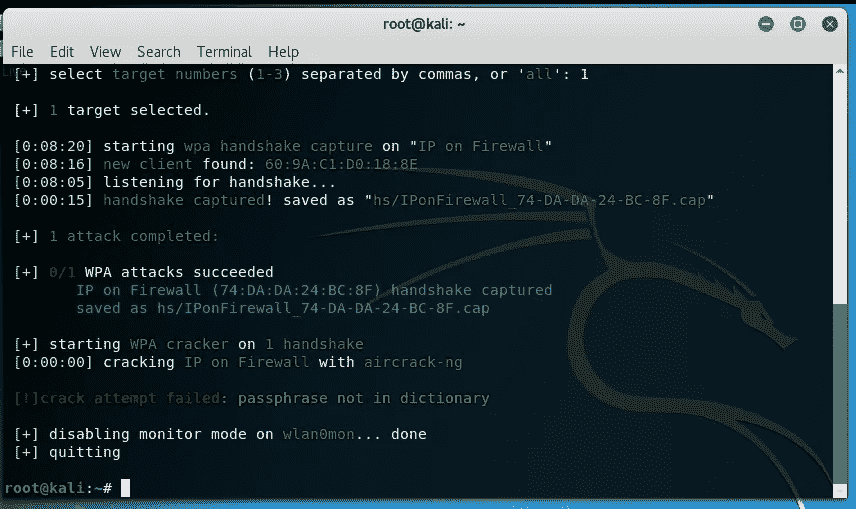 root@kali: ~
File Edit View Search Terminal Help
[+] select target numbers (1-3) separated by commas, or 'all': 1
[+] 1 target selected.
[0:08:20] starting wpa handshake capture on "IP on Firewall"
[0:08:16] new client found: 60:9A:C1:D0:18:8E
[0:08:05] listening for handshake...
[0:00:15] handshake captured! saved as "hs/IPonFirewall_74-DA-DA-24-BC-8F.cap"
[+] 1 attack completed:
[+] 0/1 WPA attacks succeeded
IP on Firewall (74:DA:DA:24:BC:8F) handshake captured
saved as hs/IPonFirewall_74-DA-DA-24-BC-8F.cap
[+] starting WPA cracker on 1 handshake
[0:00:00] cracking IP on Firewall with aircrack-ng
[!]crack attempt failed: passphrase not in dictionary
[+] disabling monitor mode on wlan0mon... done
[+] quitting
root@kali:~#